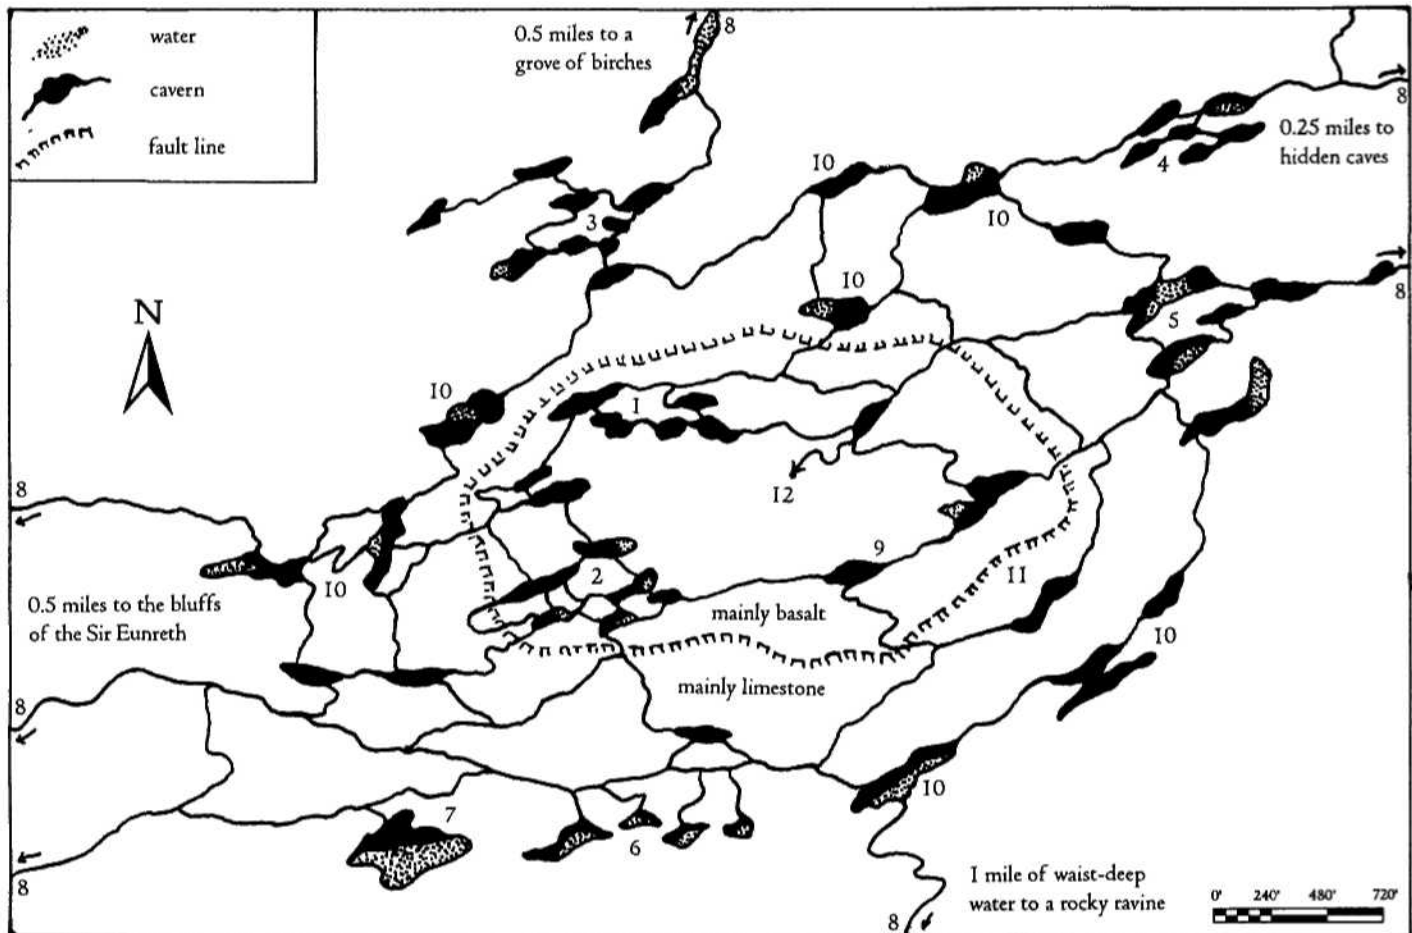 water
cavern
fault line
0.5 miles to a
grove of birches
8
8
0.25 miles to
hidden caves
4
10
3
10
10
5
8
N
10
1
8
12
9
2
11
10
0.5 miles to the bluffs
of the Sir Eunreth
mainly basalt
10
mainly limestone
8
10
7
6
8
1 mile of waist-deep
water to a rocky ravine
8
0' 240' 480' 720'